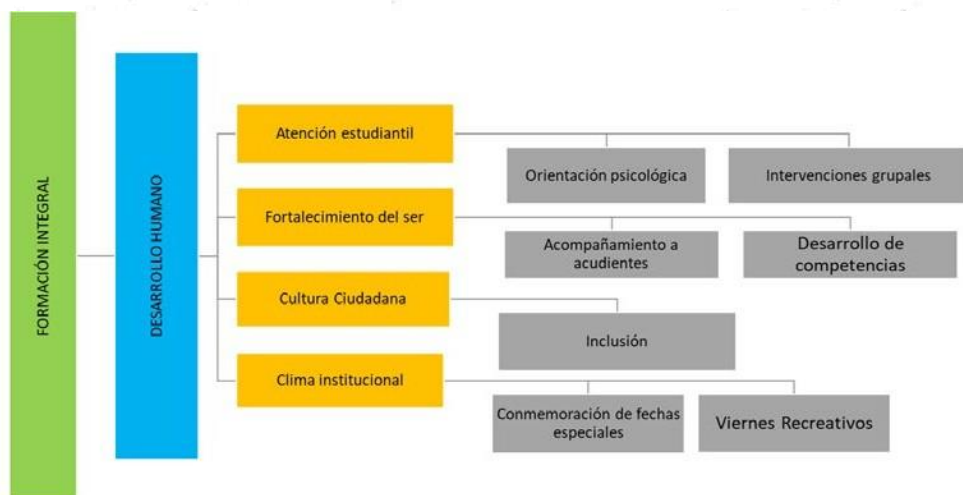 FORMACIÓN INTEGRAL
DESARROLLO HUMANO
Atención estudiantil
Orientación psicológica
Intervenciones grupales
Fortalecimiento del ser
Acompañamiento a
acudientes
Desarrollo de
competencias
Cultura Ciudadana
Inclusión
Clima institucional
Conmemoración de fechas
especiales
Viernes Recreativos